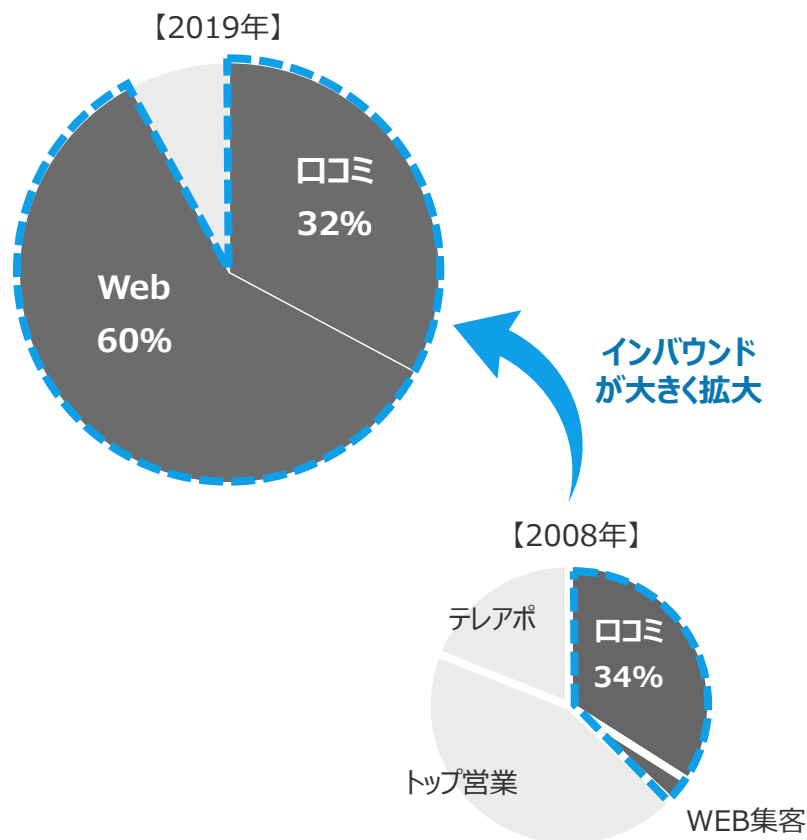 【2019年】
口コミ
32%
Web
60%
インバウンド
が大きく拡大
【2008年】
テレアポ
口コミ
34%
トップ営業
WEB集客